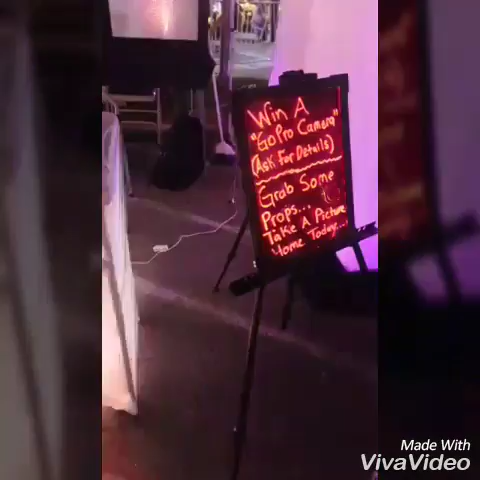 Win A
"GoPro Camera"
(Ask For Details)
Grab Some
Props...
Take A Picture
Home Today...
Made With
VivaVideo